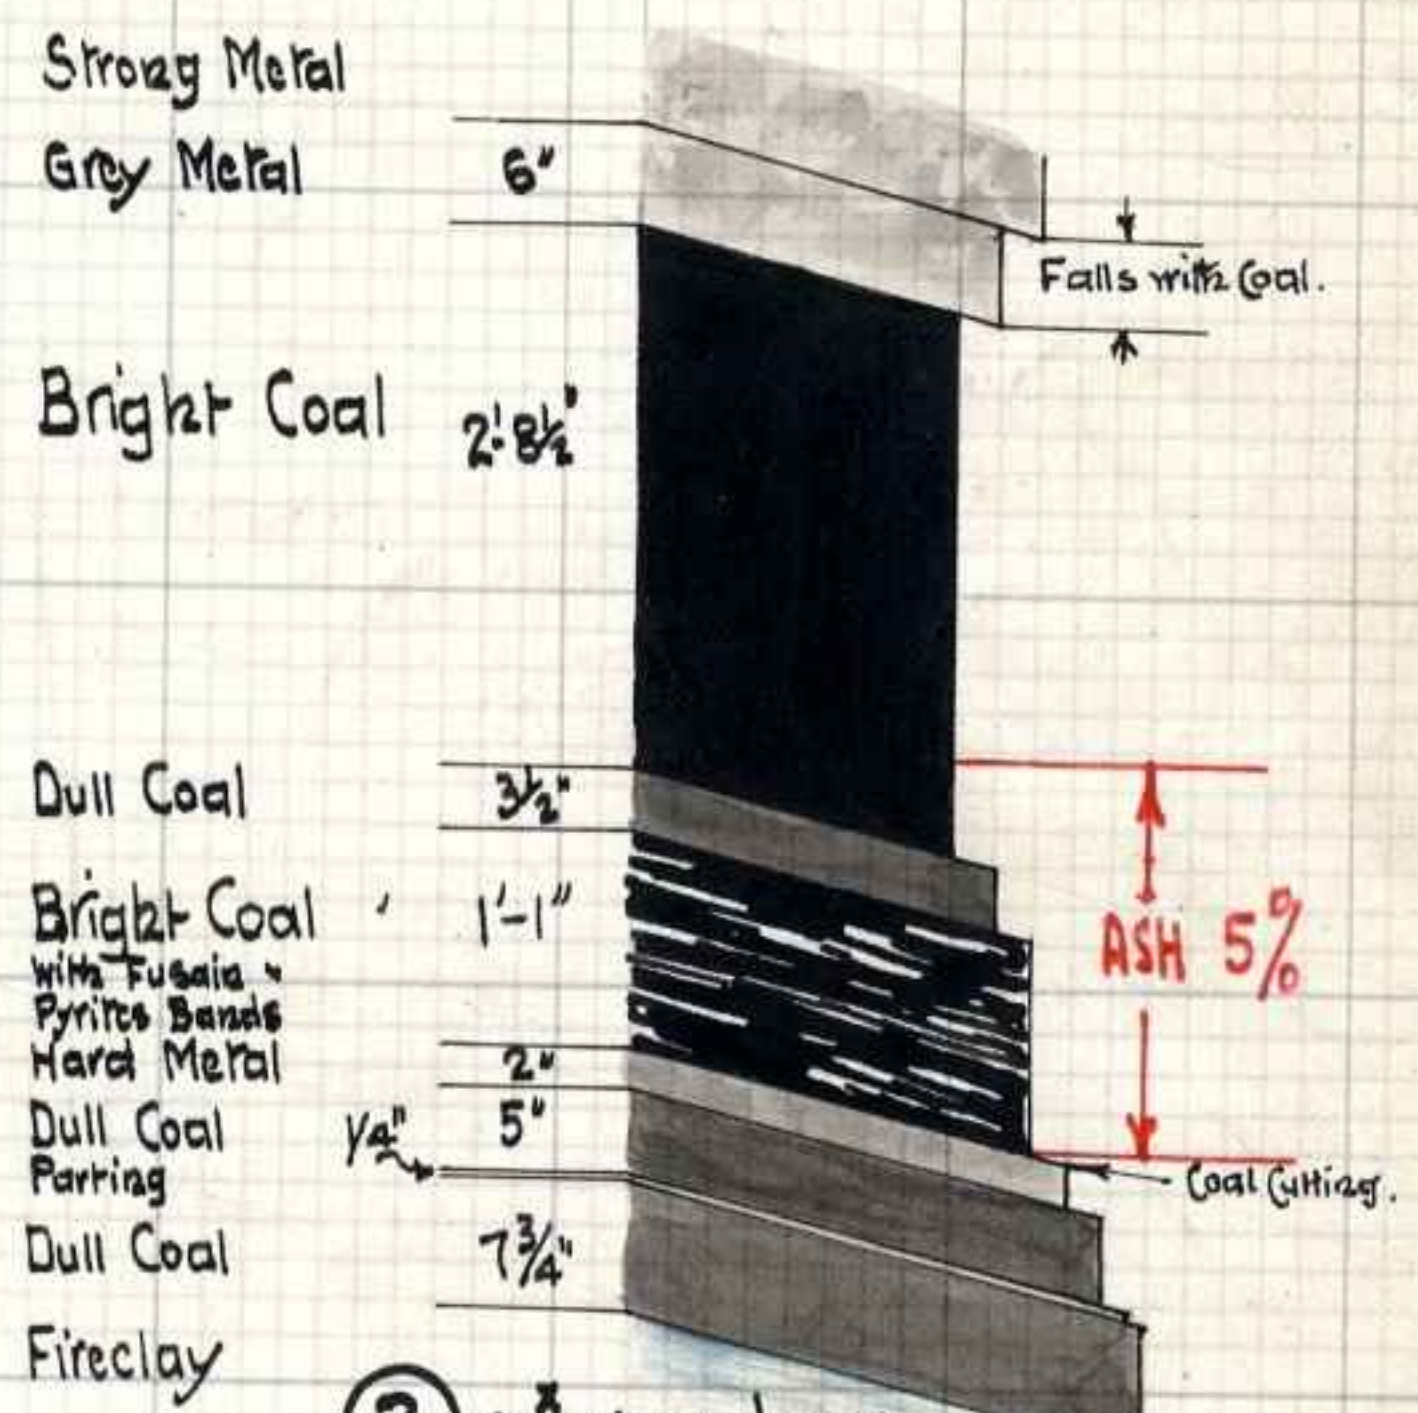 Strong Metal
Grey Metal 6"
Falls with Coal.
Bright Coal 2'-8½"
Dull Coal 3½"
Bright Coal 1'-1"
with Fusain &
Pyrites Bands
ASH 5%
Hard Metal 2"
Dull Coal 5"
Parting 1/4"
Coal Cutting.
Dull Coal 7¾"
Fireclay